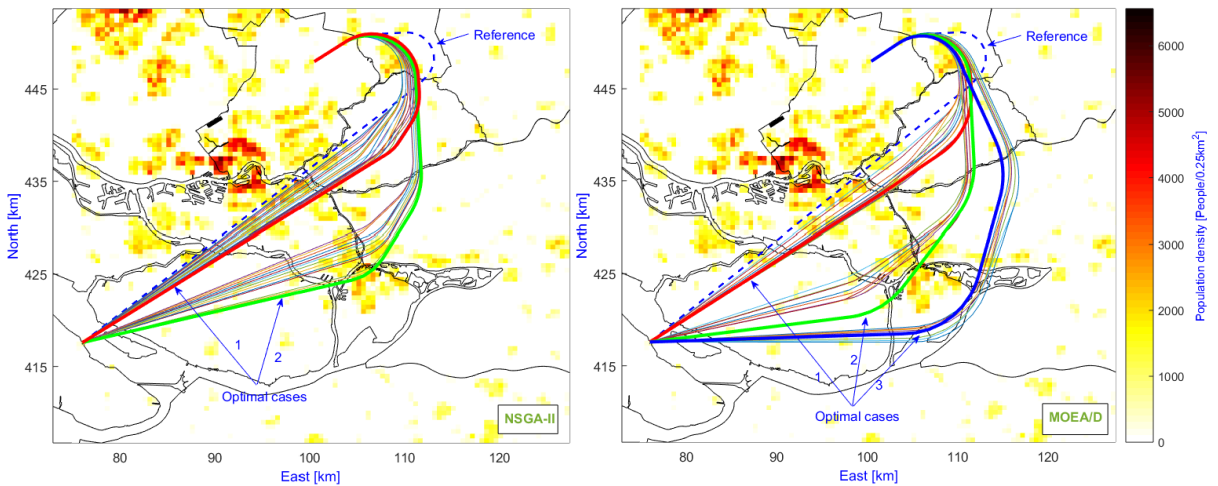 Reference
445
435
425
415
North [km]
1
2
Optimal cases
NSGA-II
80
90
100
110
120
East [km]
Reference
445
435
425
415
North [km]
1
2
3
Optimal cases
MOEA/D
80
90
100
110
120
East [km]
6000
5000
4000
3000
2000
1000
0
Population density [People/0.25km²]